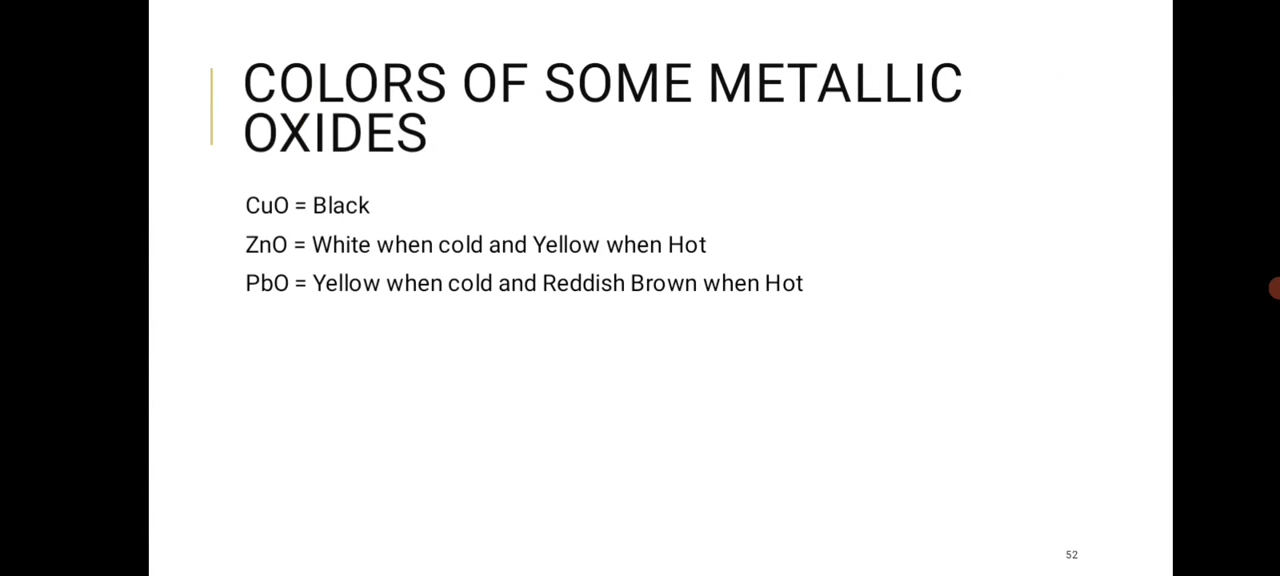 COLORS OF SOME METALLIC
OXIDES
CuO = Black
ZnO = White when cold and Yellow when Hot
PbO = Yellow when cold and Reddish Brown when Hot
52